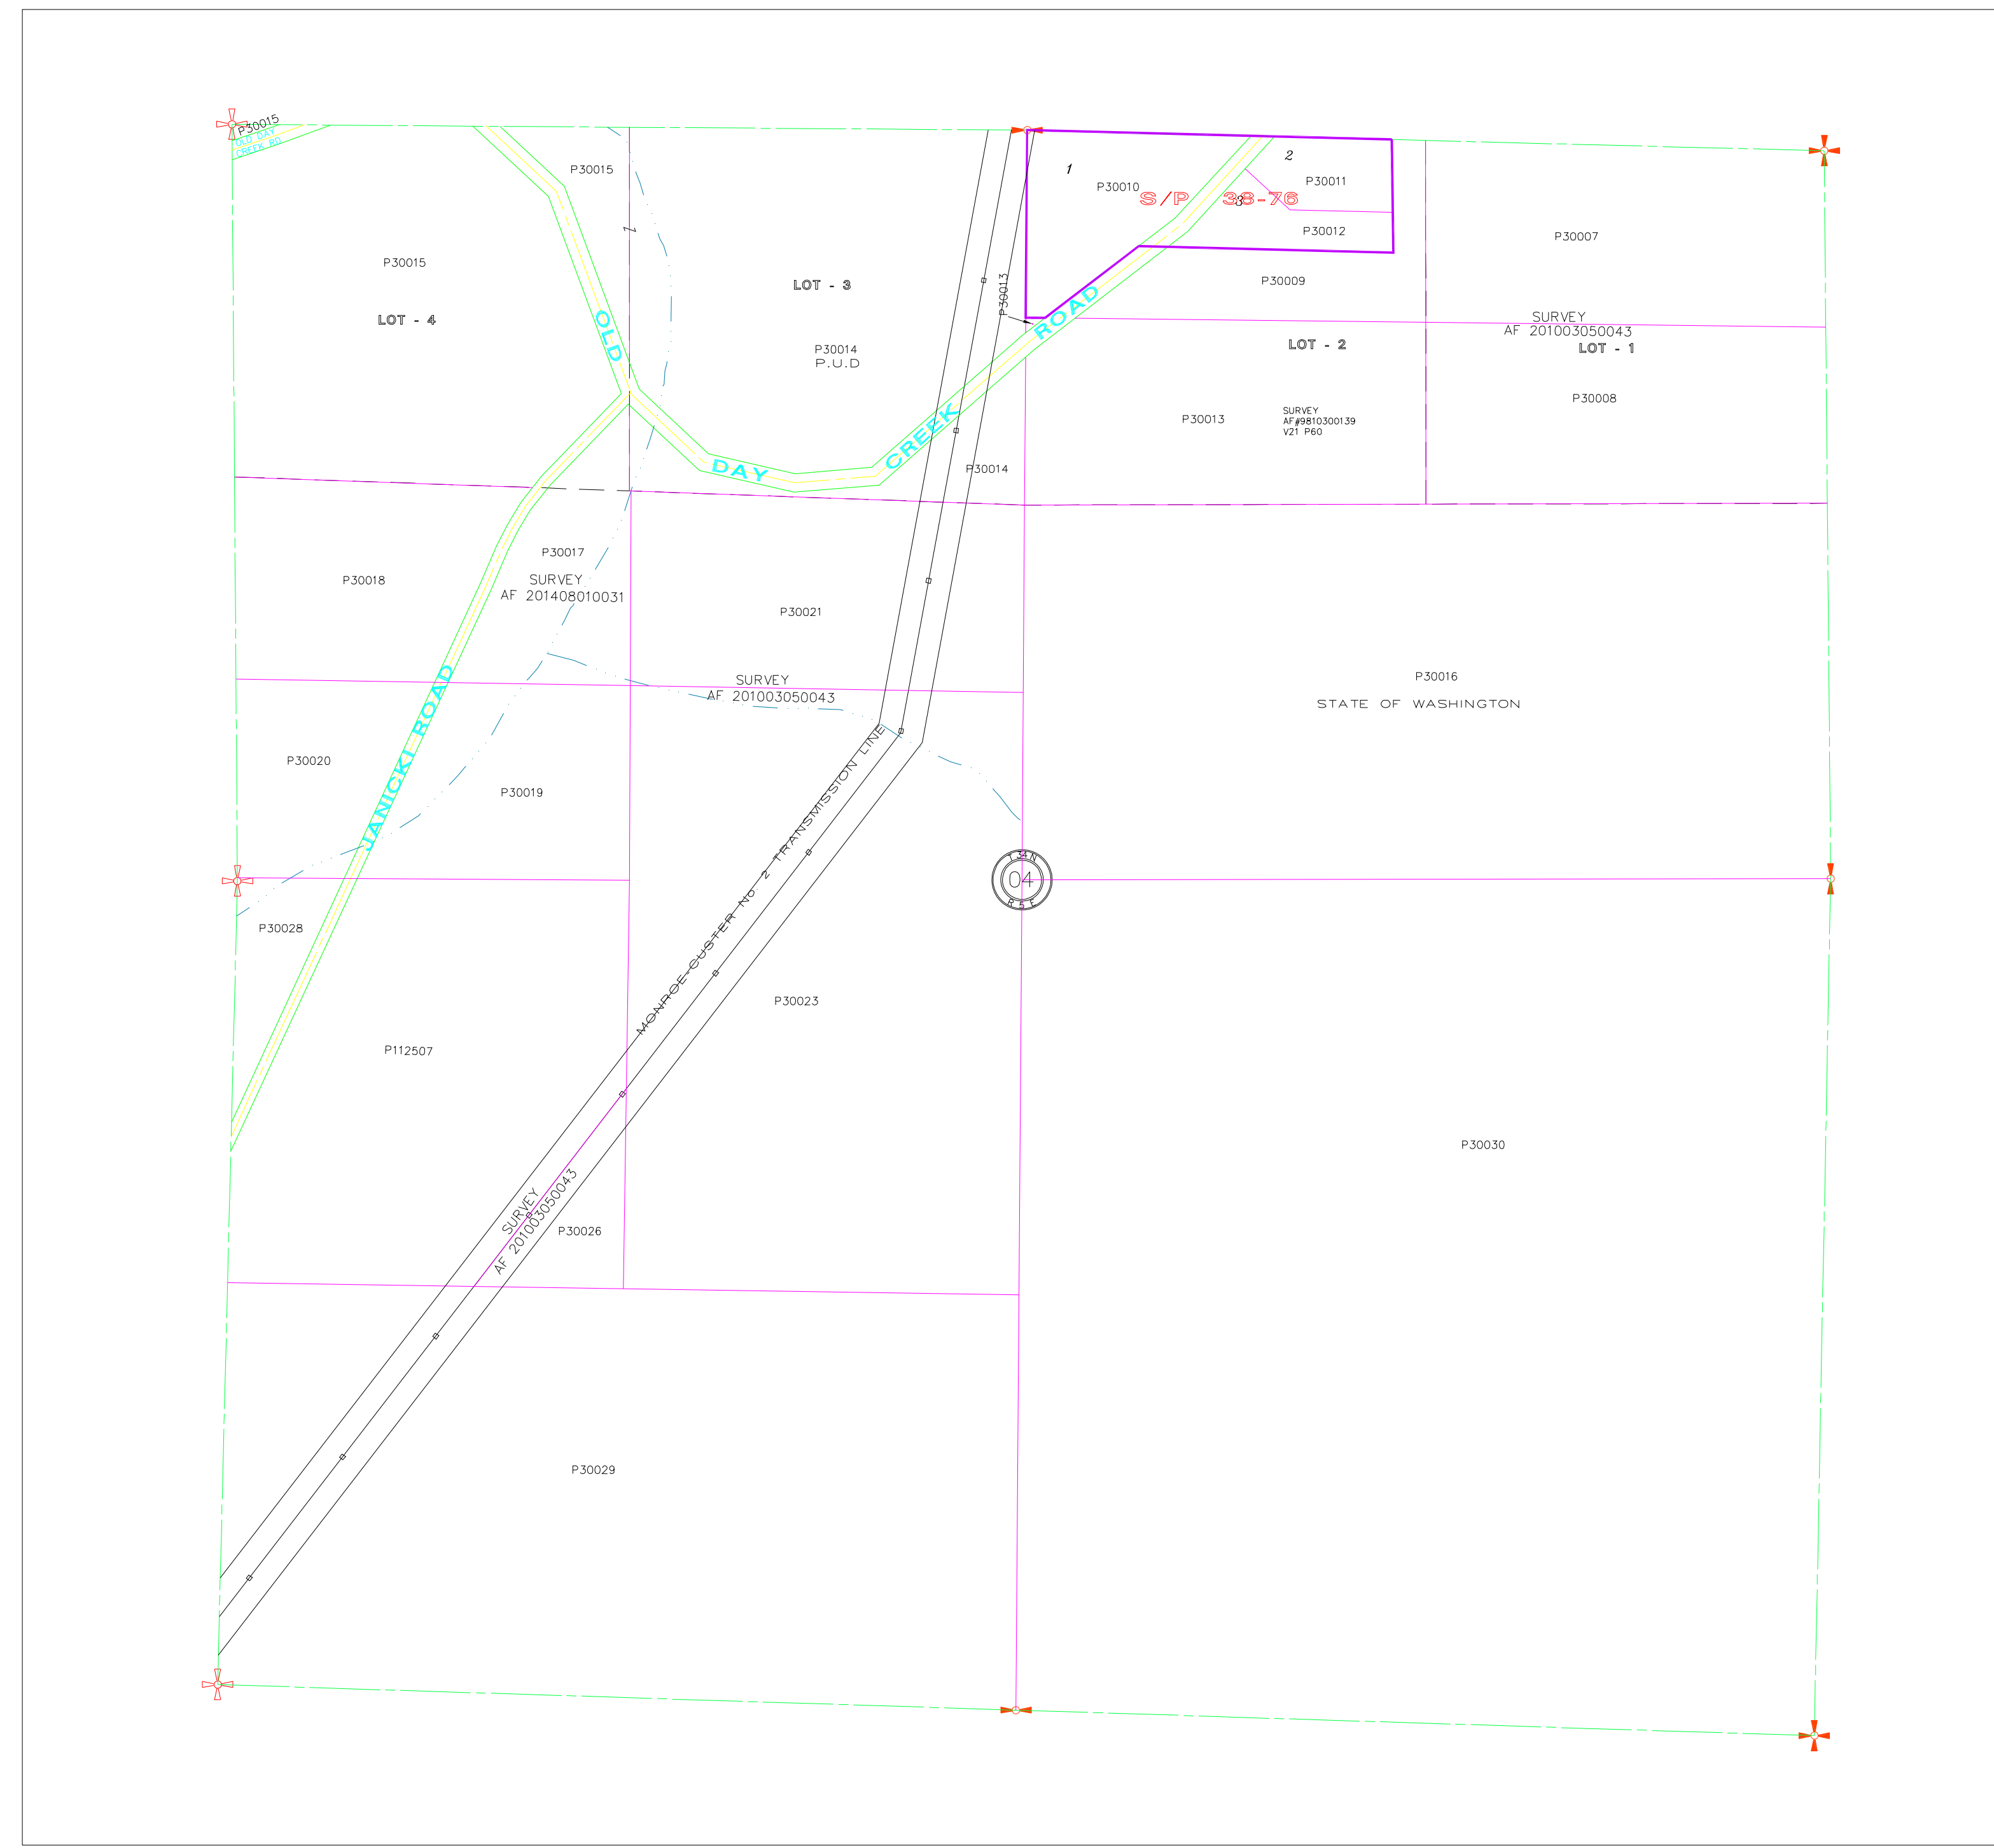 P30015
OLD DAY
CREEK RD.
P30015
1
2
P30010
P30011
S/P 38-76
3
P30012
P30007
P30015
LOT - 3
P30013
P30009
LOT - 4
OLD DAY CREEK ROAD
SURVEY
AF 201003050043
P30014
P.U.D
LOT - 2
LOT - 1
P30008
P30013
SURVEY
AF#9810300139
V21 P60
P30014
P30017
P30018
SURVEY
AF 201408010031
P30021
SURVEY
AF 201003050043
P30016
STATE OF WASHINGTON
JANICKI ROAD
P30020
P30019
MONROE-CUSTER No. 2 TRANSMISSION LINE
T 34 N
04
R 5 E
P30028
P30023
P112507
P30030
SURVEY
AF 201003050043
P30026
P30029